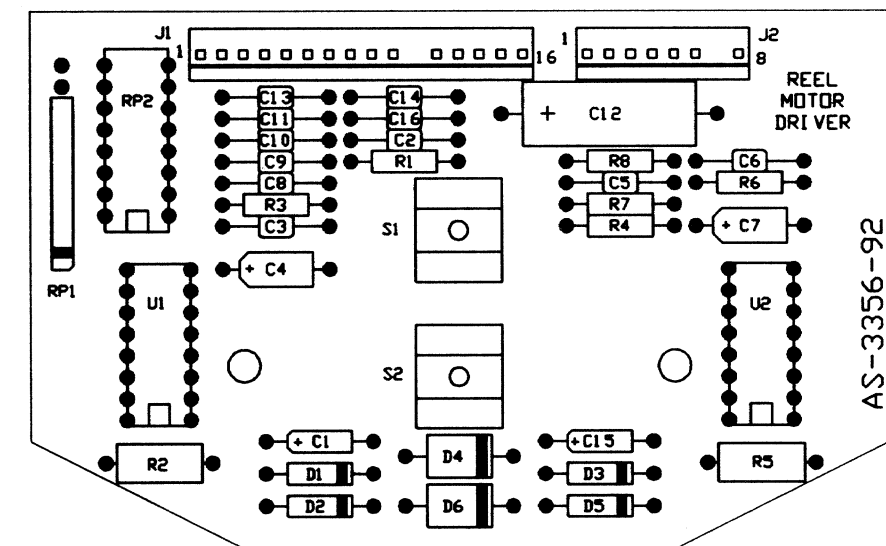 J1
1
16
1
J2
8
REEL
MOTOR
DRIVER
RP2
C13
C14
C11
C16
C12
+
C10
C2
C9
R1
R8
C6
C8
C5
R6
R3
R7
C3
R4
+ C7
S1
+ C4
RP1
U1
U2
AS-3356-92
S2
+ C1
+C15
R2
D4
R5
D1
D3
D2
D6
D5